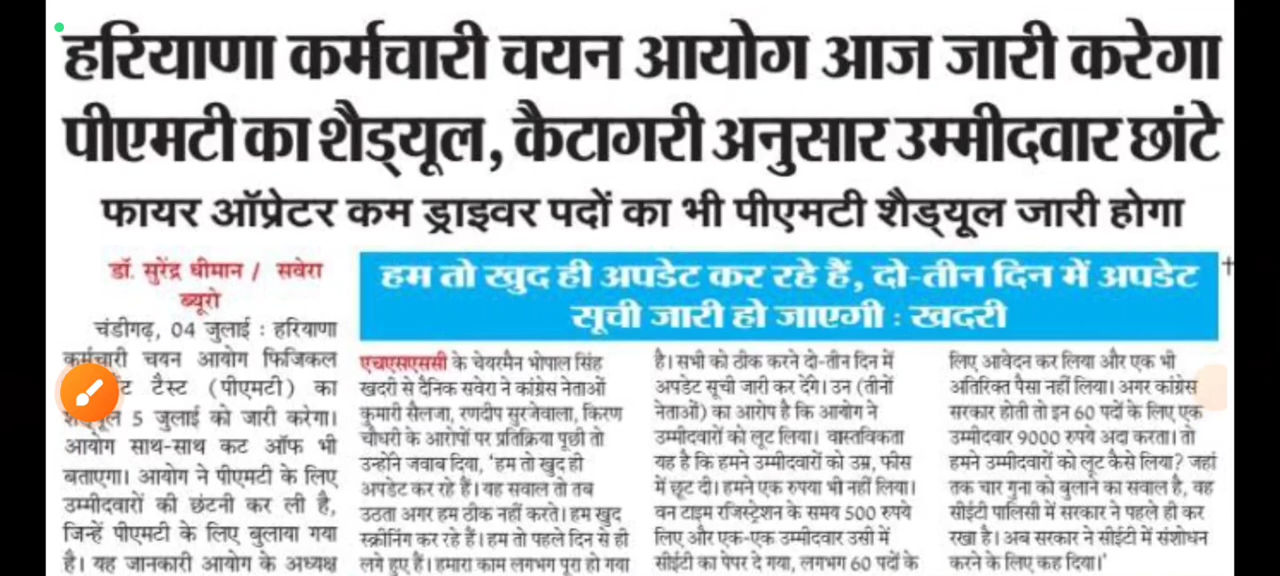 हरियाणा कर्मचारी चयन आयोग आज जारी करेगा
पीएमटी का शैड्यूल, कैटागरी अनुसार उम्मीदवार छांटे
फायर ऑप्रेटर कम ड्राइवर पदों का भी पीएमटी शैड्यूल जारी होगा
डॉ. सुरेंद्र धीमान / सवेरा
ब्यूरो
चंडीगढ़, 04 जुलाई : हरियाणा
कर्मचारी चयन आयोग फिजिकल
टैस्ट (पीएमटी) का
5 जुलाई को जारी करेगा।
आयोग साथ-साथ कट ऑफ भी
बताएगा। आयोग ने पीएमटी के लिए
उम्मीदवारों की छंटनी कर ली है,
जिन्हें पीएमटी के लिए बुलाया गया
है। यह जानकारी आयोग के अध्यक्ष
हम तो खुद ही अपडेट कर रहे हैं, दो-तीन दिन में अपडेट
सूची जारी हो जाएगी : खदरी
एचएसएससी के चेयरमैन भोपाल सिंह
खदरी से दैनिक सवेरा ने कांग्रेस नेताओं
कुमारी सैलजा, रणदीप सुरजेवाला, किरण
चौधरी के आरोपों पर प्रतिक्रिया पूछी तो
उन्होंने जवाब दिया, 'हम तो खुद ही
अपडेट कर रहे हैं। यह सवाल तो तब
उठता अगर हम ठीक नहीं करते। हम खुद
स्क्रीनिंग कर रहे हैं। हम तो पहले दिन से ही
लगे हुए हैं। हमारा काम लगभग पूरा हो गया
है। सभी को ठीक करने दो-तीन दिन में
अपडेट सूची जारी कर देंगे। उन (तीनों
नेताओं) का आरोप है कि आयोग ने
उम्मीदवारों को लूट लिया। वास्तविकता
यह है कि हमने उम्मीदवारों को उम्र, फीस
में छूट दी। हमने एक रुपया भी नहीं लिया।
वन टाइम रजिस्ट्रेशन के समय 500 रुपये
लिए और एक-एक उम्मीदवार उसी में
सीईटी का पेपर दे गया, लगभग 60 पदों के
लिए आवेदन कर लिया और एक भी
अतिरिक्त पैसा नहीं लिया। अगर कांग्रेस
सरकार होती तो इन 60 पदों के लिए एक
उम्मीदवार 9000 रुपये अदा करता। तो
हमने उम्मीदवारों को लूट कैसे लिया? जहां
तक चार गुना को बुलाने का सवाल है, वह
सीईटी पालिसी में सरकार ने पहले ही कर
रखा है। अब सरकार ने सीईटी में संशोधन
करने के लिए कह दिया।'